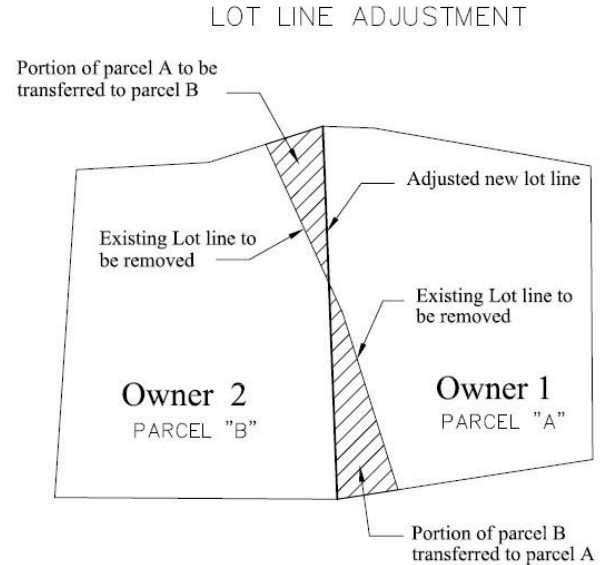 LOT LINE ADJUSTMENT
Portion of parcel A to be
transferred to parcel B
Adjusted new lot line
Existing Lot line to
be removed
Existing Lot line to
be removed
Owner 2
PARCEL "B"
Owner 1
PARCEL "A"
Portion of parcel B
transferred to parcel A